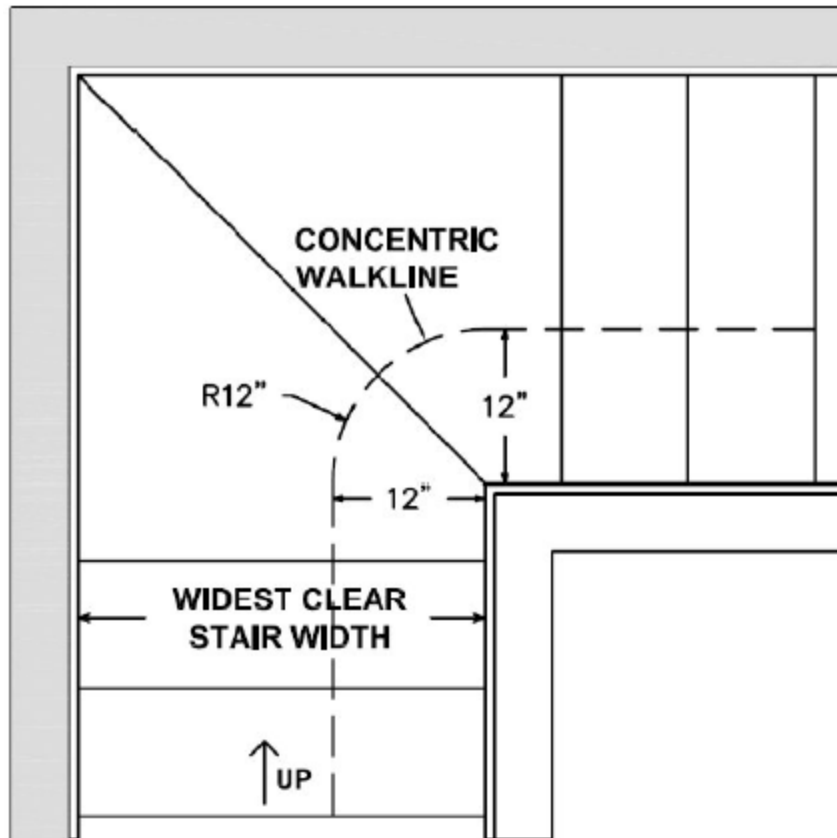 CONCENTRIC
WALKLINE
R12”
12”
12”
WIDEST CLEAR
STAIR WIDTH
UP